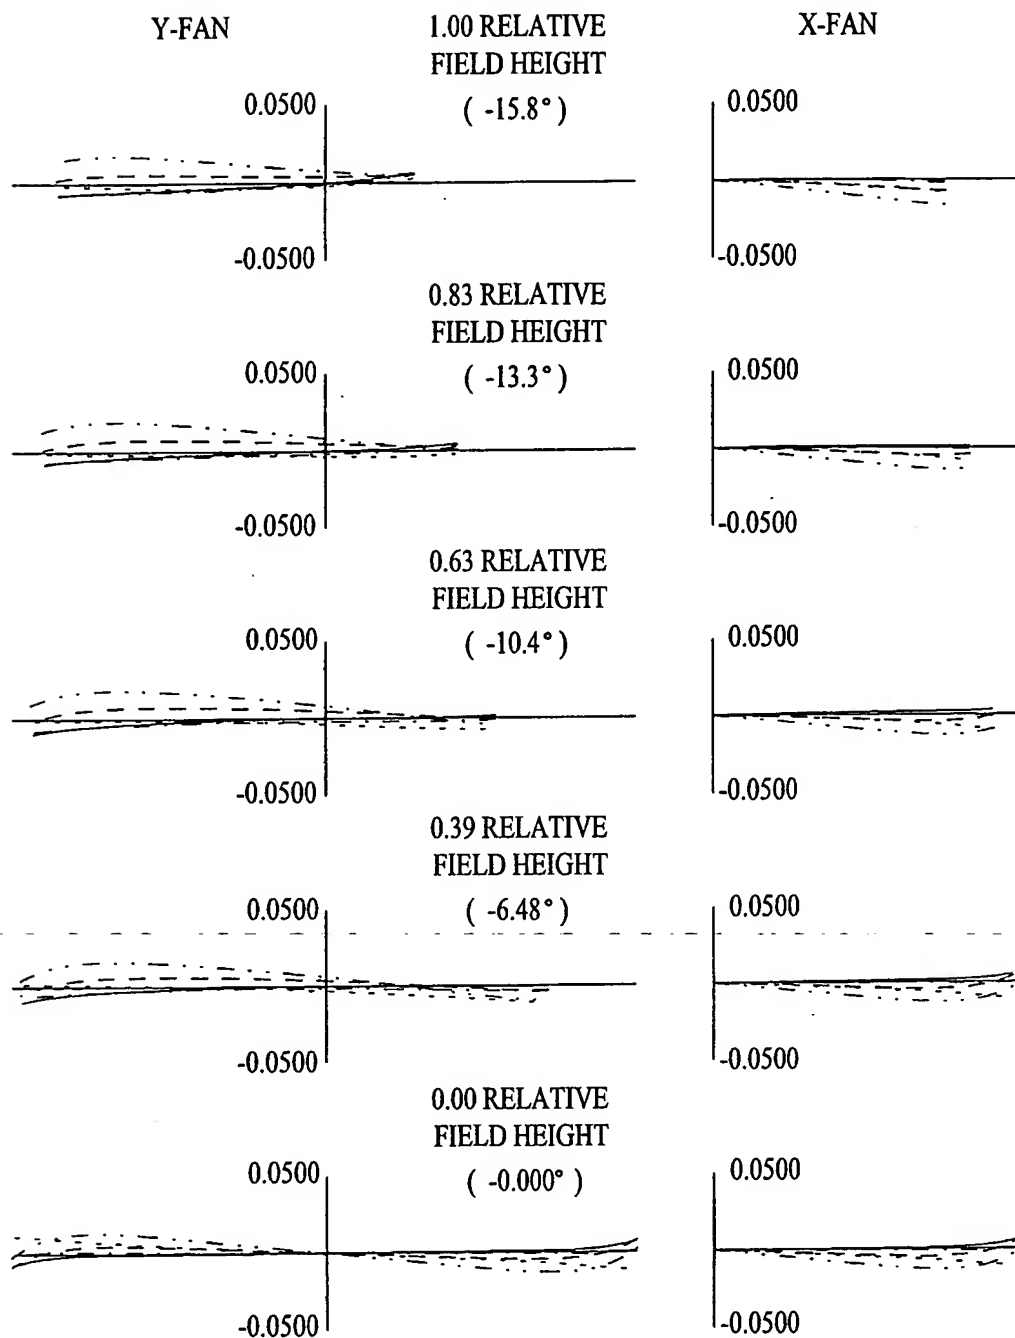 Y-FAN
1.00 RELATIVE
FIELD HEIGHT
( -15.8° )
X-FAN
0.0500
0.0500
-0.0500
-0.0500
0.83 RELATIVE
FIELD HEIGHT
( -13.3° )
0.0500
0.0500
-0.0500
-0.0500
0.63 RELATIVE
FIELD HEIGHT
( -10.4° )
0.0500
0.0500
-0.0500
-0.0500
0.39 RELATIVE
FIELD HEIGHT
( -6.48° )
0.0500
0.0500
-0.0500
-0.0500
0.00 RELATIVE
FIELD HEIGHT
( -0.000° )
0.0500
0.0500
-0.0500
-0.0500